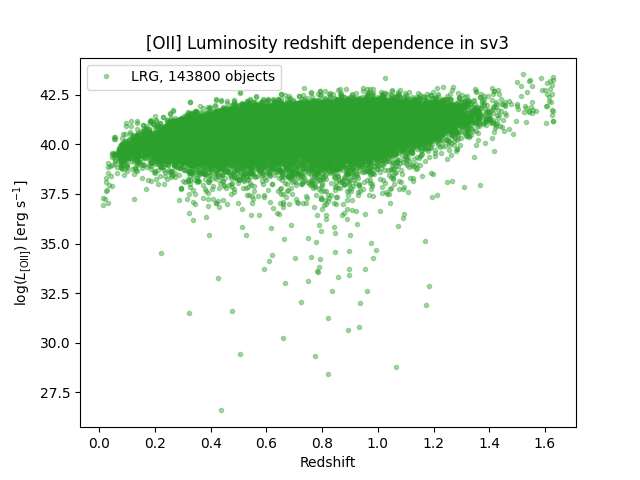 [OII] Luminosity redshift dependence in sv3
LRG, 143800 objects
log(L[OII]) [erg s−1]
42.5
40.0
37.5
35.0
32.5
30.0
27.5
0.0 0.2 0.4 0.6 0.8 1.0 1.2 1.4 1.6
Redshift